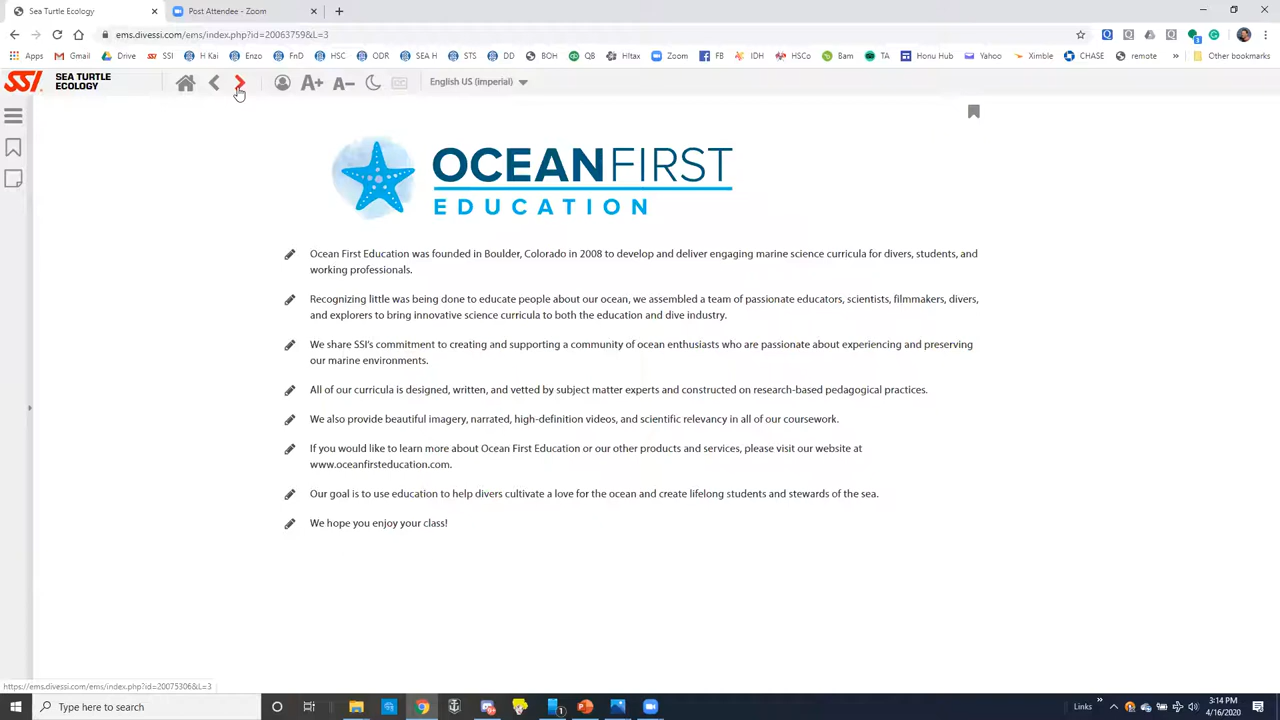 Sea Turtle Ecology
Post Attendee - Zoom
ems.divessi.com/ems/index.php?id=20063759&L=3
Apps Gmail Drive SSI H Kai Enzo FnD HSC ODR SEA H STS DD BOH QB HItax Zoom FB IDH HSCo Bam TA Home Grid Yahoo Ximble CHASE remote » Other bookmarks
SSI SEA TURTLE
ECOLOGY
A+ A- English US (imperial)
OCEANFIRST
EDUCATION
Ocean First Education was founded in Boulder, Colorado in 2008 to develop and deliver engaging marine science curricula for divers, students, and
working professionals.
Recognizing little was being done to educate people about our ocean, we assembled a team of passionate educators, scientists, filmmakers, divers,
and explorers to bring innovative science curricula to both the education and dive industry.
We share SSI's commitment to creating and supporting a community of ocean enthusiasts who are passionate about experiencing and preserving
our marine environments.
All of our curricula is designed, written, and vetted by subject matter experts and constructed on research-based pedagogical practices.
We also provide beautiful imagery, narrated, high-definition videos, and scientific relevancy in all of our coursework.
If you would like to learn more about Ocean First Education or our other products and services, please visit our website at
www.oceanfirsteducation.com.
Our goal is to use education to help divers cultivate a love for the ocean and create lifelong students and stewards of the sea.
We hope you enjoy your class!
https://ems.divessi.com/ems/index.php?id=20075306&L=3
Type here to search
Links
3:14 PM
4/16/2020